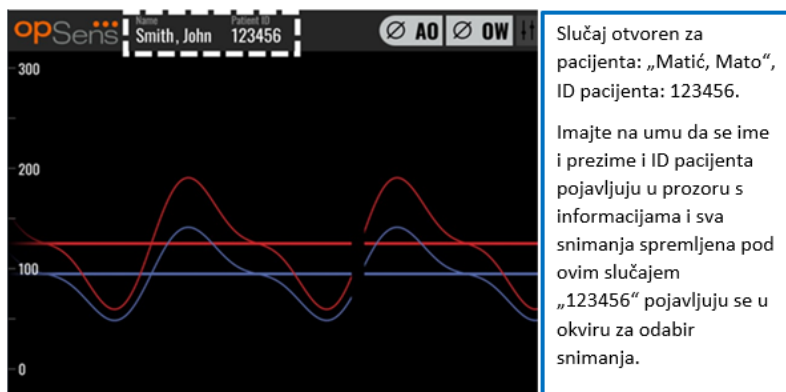 opSens
Name Patient ID
Smith, John 123456
Ø AO Ø OW
300
200
100
0
Slučaj otvoren za
pacijenta: „Matić, Mato“,
ID pacijenta: 123456.
Imajte na umu da se ime
i prezime i ID pacijenta
pojavljuju u prozoru s
informacijama i sva
snimanja spremljena pod
ovim slučajem
„123456“ pojavljuju se u
okviru za odabir
snimanja.